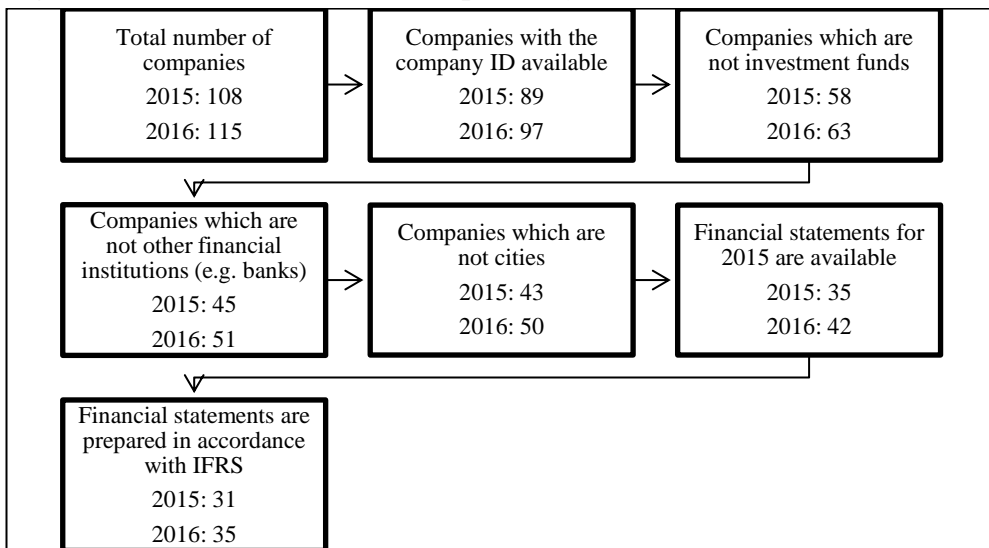 Total number of
companies
2015: 108
2016: 115
Companies with the
company ID available
2015: 89
2016: 97
Companies which are
not investment funds
2015: 58
2016: 63
Companies which are
not other financial
institutions (e.g. banks)
2015: 45
2016: 51
Companies which are
not cities
2015: 43
2016: 50
Financial statements for
2015 are available
2015: 35
2016: 42
Financial statements are
prepared in accordance
with IFRS
2015: 31
2016: 35